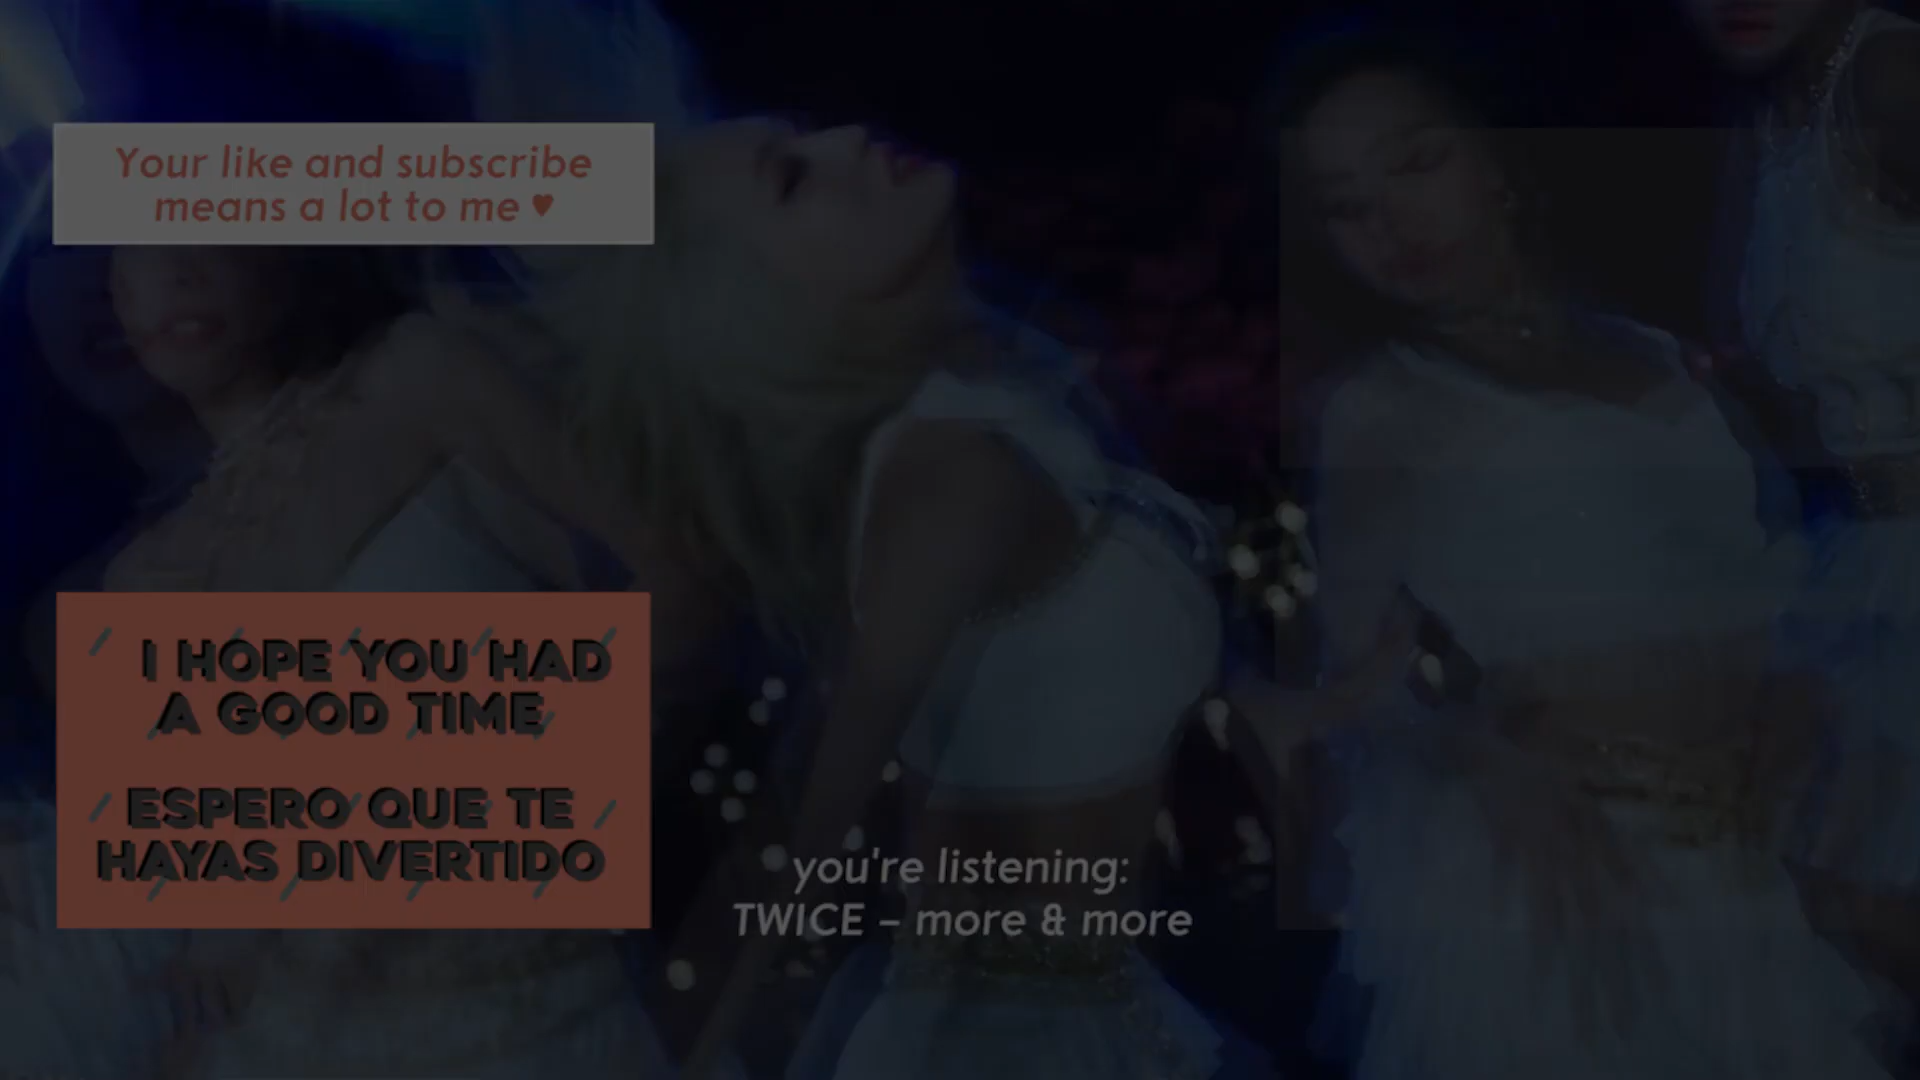 Your like and subscribe
means a lot to me ♥
I HOPE YOU HAD
A GOOD TIME
ESPERO QUE TE
HAYAS DIVERTIDO
you're listening:
TWICE – more & more